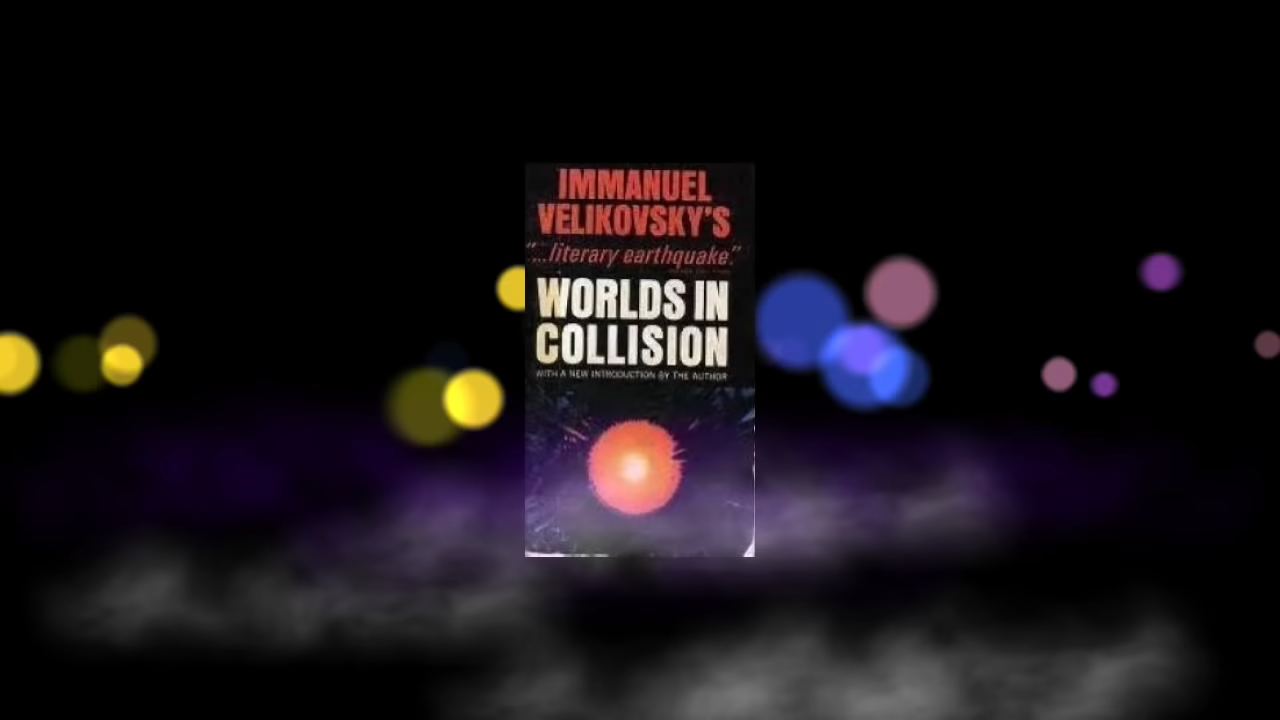 IMMANUEL
VELIKOVSKY'S
"...literary earthquake."
WORLDS IN
COLLISION
WITH A NEW INTRODUCTION BY THE AUTHOR